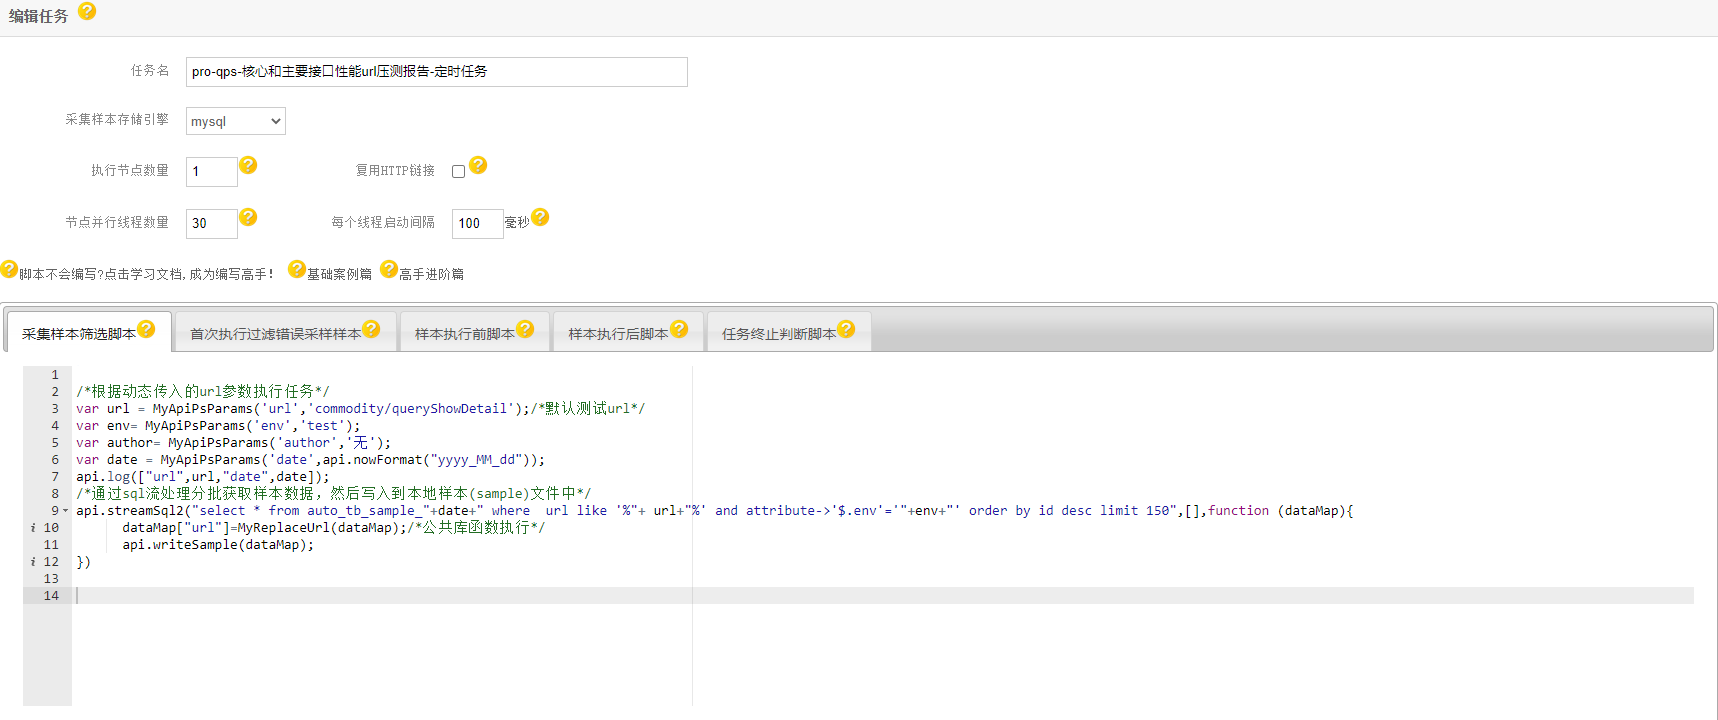 编辑任务 ?
任务名 pro-qps-核心和主要接口性能url压测报告-定时任务
采集样本存储引擎 mysql
执行节点数量 1 ? 复用HTTP链接 ?
节点并行线程数量 30 ? 每个线程启动间隔 100 毫秒 ?
?脚本不会编写?点击学习文档,成为编写高手! ?基础案例篇 ?高手进阶篇
采集样本筛选脚本 ? 首次执行过滤错误采样样本 ? 样本执行前脚本 ? 样本执行后脚本 ? 任务终止判断脚本 ?
1
2 /*根据动态传入的url参数执行任务*/
3 var url = MyApiPsParams('url','commodity/queryShowDetail');/*默认测试url*/
4 var env= MyApiPsParams('env','test');
5 var author= MyApiPsParams('author','无');
6 var date = MyApiPsParams('date',api.nowFormat("yyyy_MM_dd"));
7 api.log(["url",url,"date",date]);
8 /*通过sql流处理分批获取样本数据，然后写入到本地样本(sample)文件中*/
9 api.streamSql2("select * from auto_tb_sample_"+date+" where  url like '%"+ url+"%' and attribute->'$.env'='"+env+"' order by id desc limit 150",[],function (dataMap){
i 10 dataMap["url"]=MyReplaceUrl(dataMap);/*公共库函数执行*/
11 api.writeSample(dataMap);
i 12 })
13
14